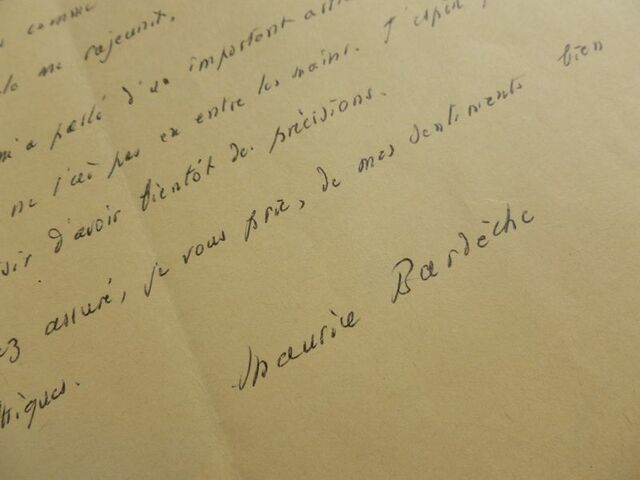 comme
me rajeunit.
m'a parlé d'un important
ne l'ai pas eu entre les mains. J'espère
d'avoir bientôt des précisions.
assuré, je vous prie, de mes sentiments bien
Maurice Bardèche